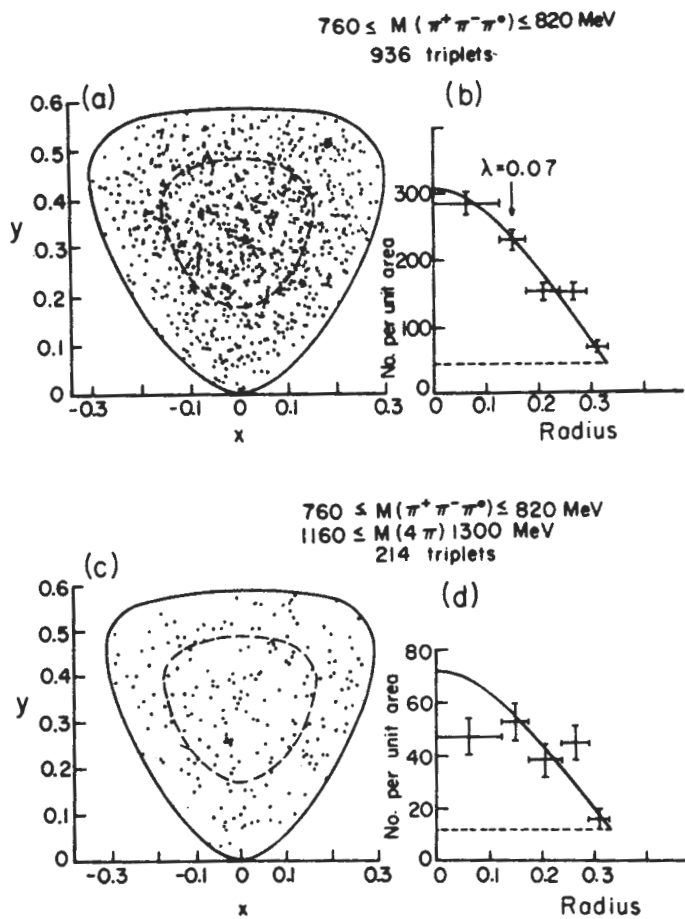 760 ≤ M (π⁺π⁻π⁰) ≤ 820 MeV
936 triplets
(a)
(b)
0.6
0.5
0.4
0.3
0.2
0.1
0
y
-0.3
-0.1
0
0.1
0.3
x
λ=0.07
300
200
100
0
No. per unit area
0
0.1
0.2
0.3
Radius
760 ≤ M(π⁺π⁻π⁰) ≤ 820 MeV
1160 ≤ M(4π) 1300 MeV
214 triplets
(c)
(d)
0.6
0.5
0.4
0.3
0.2
0.1
0
y
-0.3
-0.1
0
0.1
0.3
x
80
60
40
20
0
No. per unit area
0
0.1
0.2
0.3
Radius